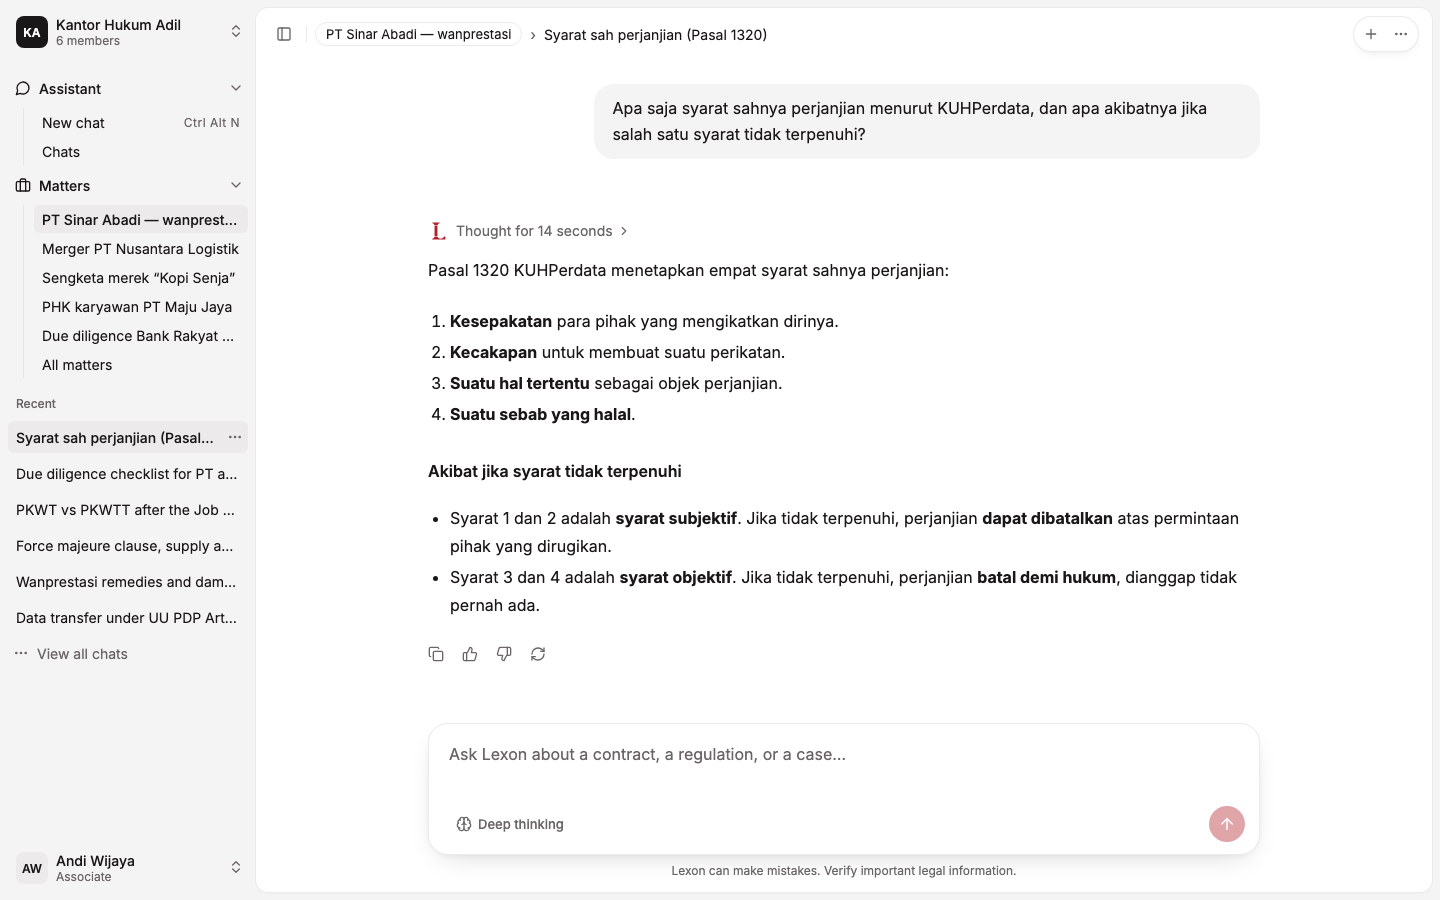 KA
Kantor Hukum Adil
6 members
Assistant
New chat Ctrl Alt N
Chats
Matters
PT Sinar Abadi — wanprest...
Merger PT Nusantara Logistik
Sengketa merek “Kopi Senja”
PHK karyawan PT Maju Jaya
Due diligence Bank Rakyat ...
All matters
Recent
Syarat sah perjanjian (Pasal...
Due diligence checklist for PT a...
PKWT vs PKWTT after the Job ...
Force majeure clause, supply a...
Wanprestasi remedies and dam...
Data transfer under UU PDP Art...
View all chats
AW
Andi Wijaya
Associate
PT Sinar Abadi — wanprestasi › Syarat sah perjanjian (Pasal 1320)
Apa saja syarat sahnya perjanjian menurut KUHPerdata, dan apa akibatnya jika
salah satu syarat tidak terpenuhi?
L Thought for 14 seconds
Pasal 1320 KUHPerdata menetapkan empat syarat sahnya perjanjian:
1. Kesepakatan para pihak yang mengikatkan dirinya.
2. Kecakapan untuk membuat suatu perikatan.
3. Suatu hal tertentu sebagai objek perjanjian.
4. Suatu sebab yang halal.
Akibat jika syarat tidak terpenuhi
• Syarat 1 dan 2 adalah syarat subjektif. Jika tidak terpenuhi, perjanjian dapat dibatalkan atas permintaan
pihak yang dirugikan.
• Syarat 3 dan 4 adalah syarat objektif. Jika tidak terpenuhi, perjanjian batal demi hukum, dianggap tidak
pernah ada.
Ask Lexon about a contract, a regulation, or a case...
Deep thinking
Lexon can make mistakes. Verify important legal information.